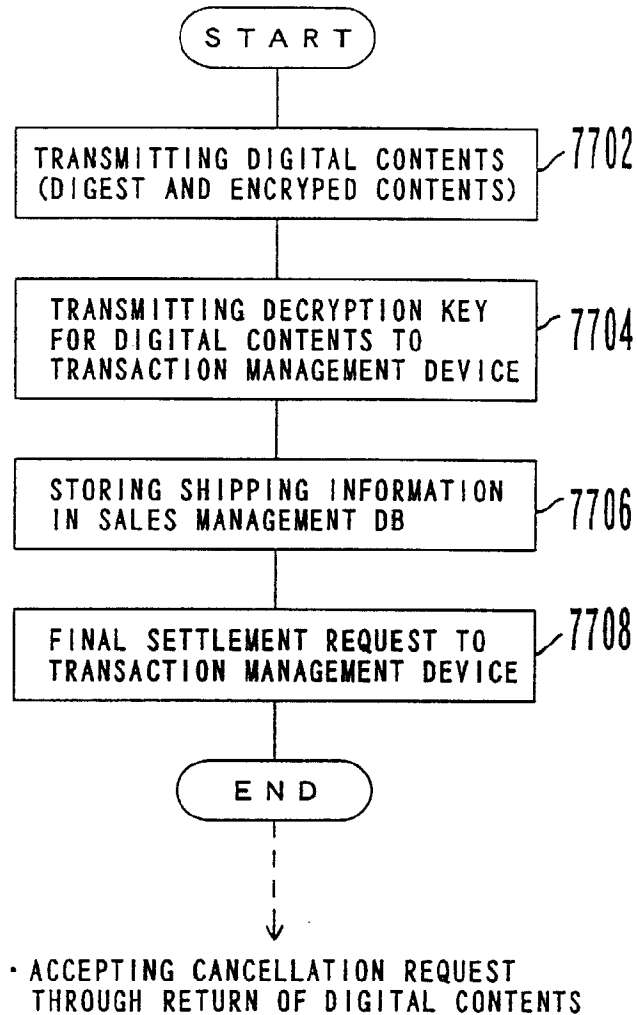 START
TRANSMITTING DIGITAL CONTENTS
(DIGEST AND ENCRYPED CONTENTS)
7702
TRANSMITTING DECRYPTION KEY
FOR DIGITAL CONTENTS TO
TRANSACTION MANAGEMENT DEVICE
7704
STORING SHIPPING INFORMATION
IN SALES MANAGEMENT DB
7706
FINAL SETTLEMENT REQUEST TO
TRANSACTION MANAGEMENT DEVICE
7708
END
· ACCEPTING CANCELLATION REQUEST
THROUGH RETURN OF DIGITAL CONTENTS